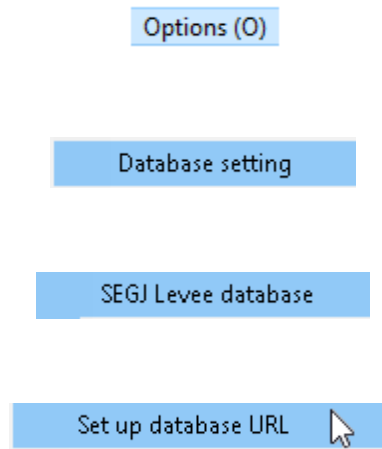 Options (O)
Database setting
SEGJ Levee database
Set up database URL